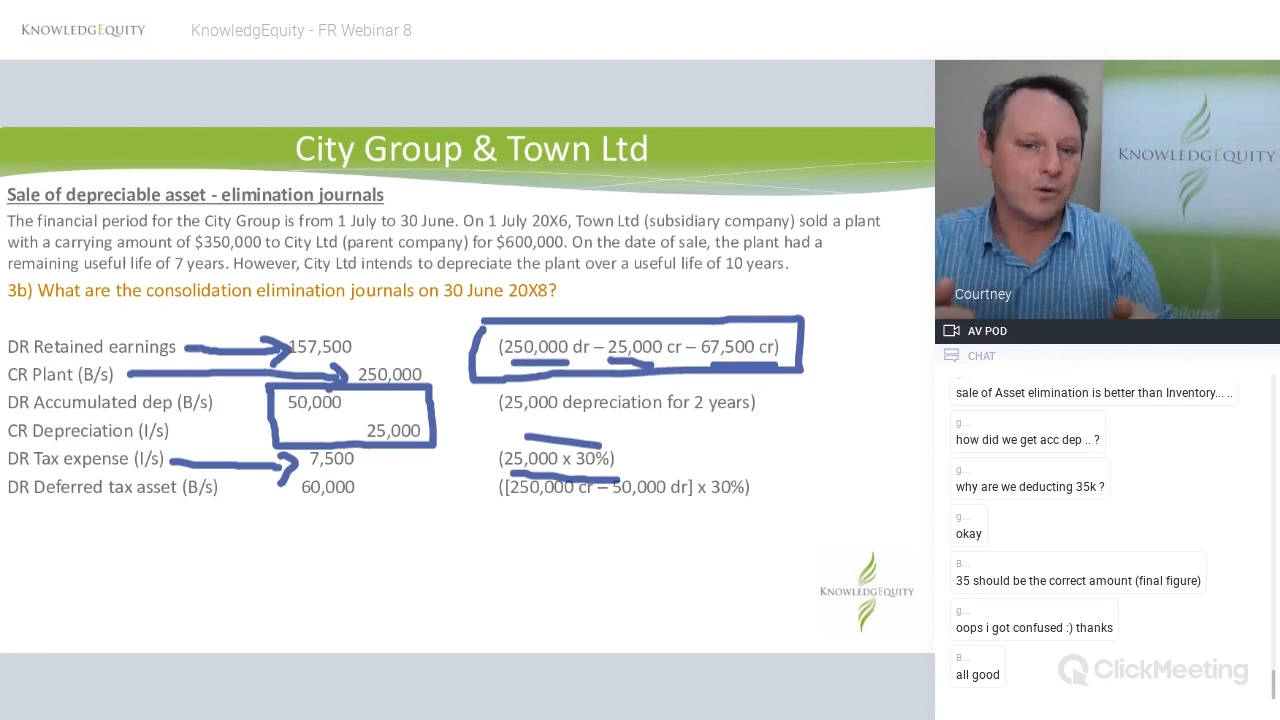 KNOWLEDGEQUITY
KnowledgEquity - FR Webinar 8
City Group & Town Ltd
Sale of depreciable asset - elimination journals
The financial period for the City Group is from 1 July to 30 June. On 1 July 20X6, Town Ltd (subsidiary company) sold a plant
with a carrying amount of $350,000 to City Ltd (parent company) for $600,000. On the date of sale, the plant had a
remaining useful life of 7 years. However, City Ltd intends to depreciate the plant over a useful life of 10 years.
3b) What are the consolidation elimination journals on 30 June 20X8?
DR Retained earnings 157,500 (250,000 dr – 25,000 cr – 67,500 cr)
CR Plant (B/s) 250,000
DR Accumulated dep (B/s) 50,000 (25,000 depreciation for 2 years)
CR Depreciation (I/s) 25,000
DR Tax expense (I/s) 7,500 (25,000 x 30%)
DR Deferred tax asset (B/s) 60,000 ([250,000 cr – 50,000 dr] x 30%)
KNOWLEDGEQUITY
KNOWLEDGEQUITY
Tailored
Courtney
AV POD
CHAT
sale of Asset elimination is better than Inventory... ..
g...
how did we get acc dep .. ?
g...
why are we deducting 35k ?
g...
okay
B...
35 should be the correct amount (final figure)
g...
oops i got confused :) thanks
B...
all good
ClickMeeting